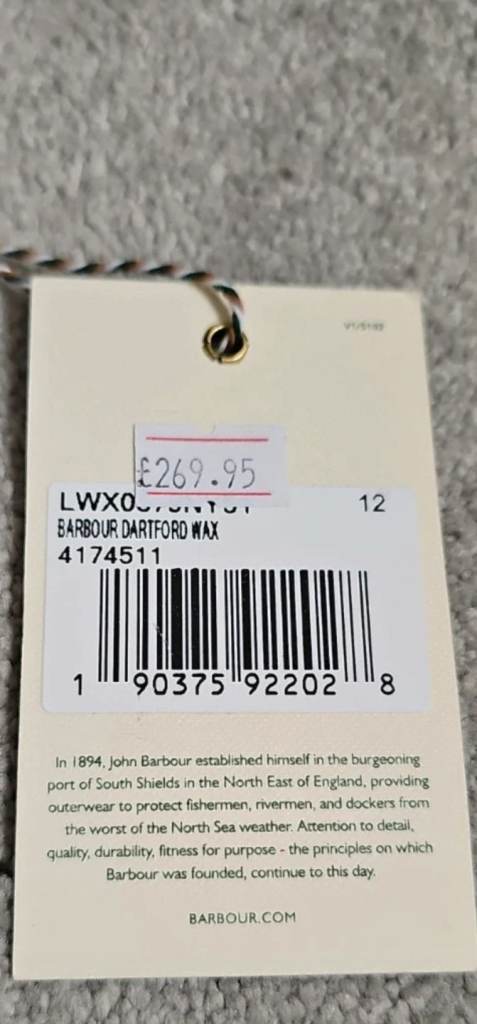 £269.95
12
BARBOUR DARTFORD WAX
4174511
1 90375 92202 8
In 1894, John Barbour established himself in the burgeoning
port of South Shields in the North East of England, providing
outerwear to protect fishermen, rivermen, and dockers from
the worst of the North Sea weather. Attention to detail,
quality, durability, fitness for purpose - the principles on which
Barbour was founded, continue to this day.
BARBOUR.COM